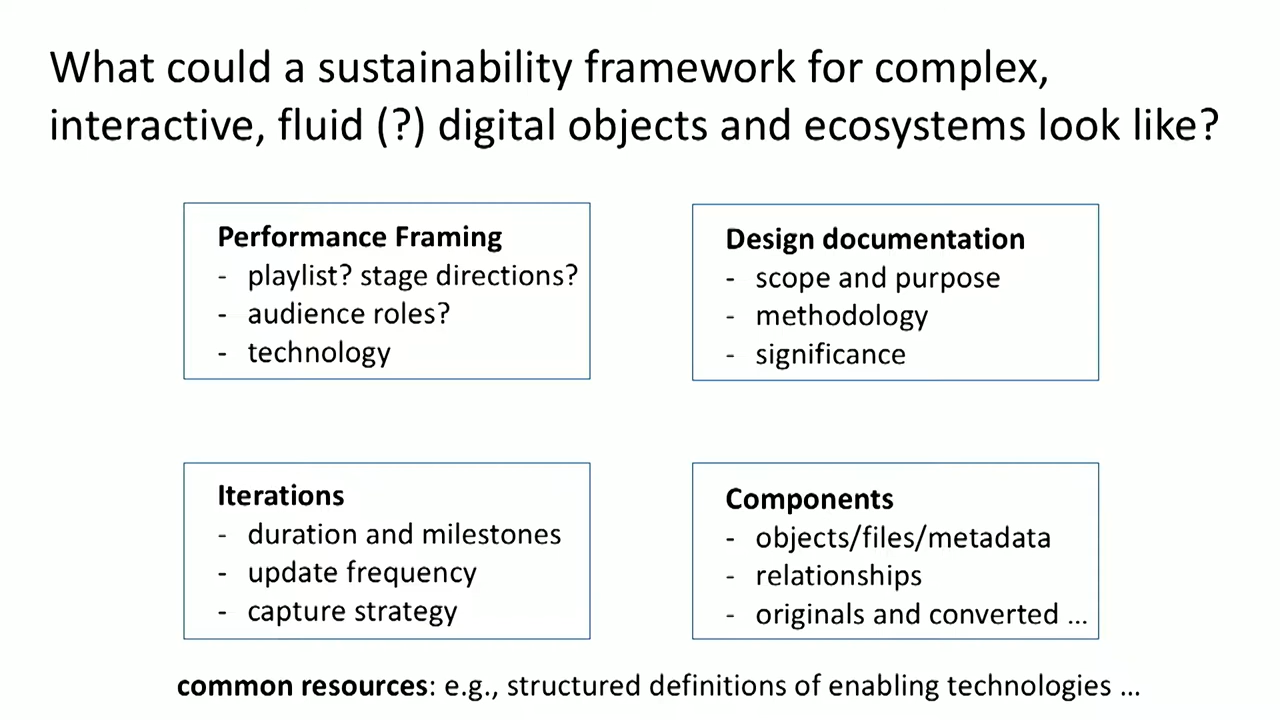 What could a sustainability framework for complex,
interactive, fluid (?) digital objects and ecosystems look like?
Performance Framing
- playlist? stage directions?
- audience roles?
- technology
Design documentation
- scope and purpose
- methodology
- significance
Iterations
- duration and milestones
- update frequency
- capture strategy
Components
- objects/files/metadata
- relationships
- originals and converted ...
common resources: e.g., structured definitions of enabling technologies ...